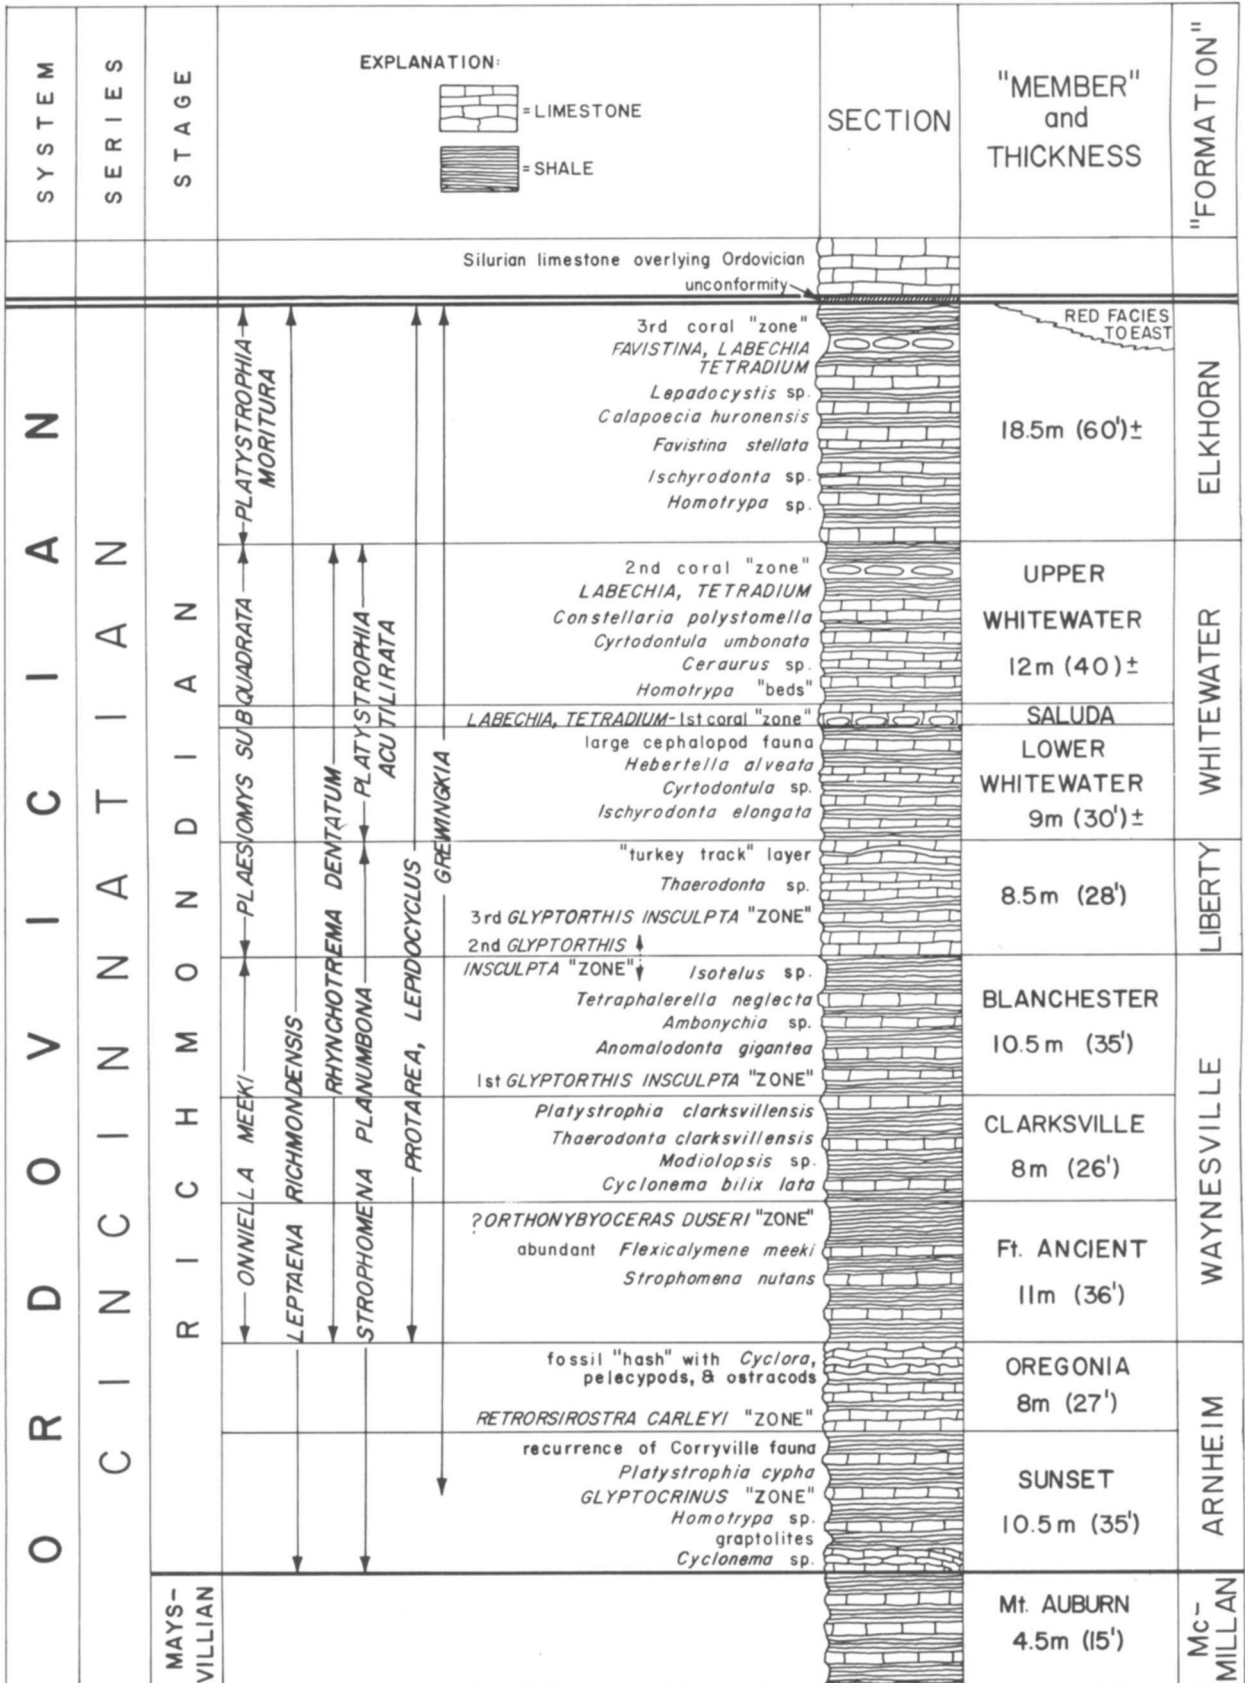 SYSTEM
SERIES
STAGE
EXPLANATION:
= LIMESTONE
= SHALE
SECTION
"MEMBER"
and
THICKNESS
"FORMATION"
Silurian limestone overlying Ordovician
unconformity
ORDOVICIAN
CINCINNATIAN
RICHMONDIAN
MAYS-
VILLIAN
PLATYSTROPHIA
MORITURA
PLAESIOMYS SUBQUADRATA
ONNIELLA MEEKI
LEPTAENA RICHMONDENSIS
RHYNCHOTREMA DENTATUM
PLATYSTROPHIA
ACUTILIRATA
STROPHOMENA PLANUMBONA
PROTAREA, LEPIDOCYCLUS
GREWINGKIA
3rd coral "zone"
FAVISTINA, LABECHIA
TETRADIUM
Lepadocystis sp.
Calapoecia huronensis
Favistina stellata
Ischyrodonta sp.
Homotrypa sp.
RED FACIES
TO EAST
18.5m (60')±
ELKHORN
2nd coral "zone"
LABECHIA, TETRADIUM
Constellaria polystomella
Cyrtodontula umbonata
Ceraurus sp.
Homotrypa "beds"
UPPER
WHITEWATER
12m (40)±
LABECHIA, TETRADIUM-1st coral "zone"
SALUDA
large cephalopod fauna
Hebertella alveata
Cyrtodontula sp.
Ischyrodonta elongata
LOWER
WHITEWATER
9m (30')±
WHITEWATER
"turkey track" layer
Thaerodonta sp.
3rd GLYPTORTHIS INSCULPTA "ZONE"
2nd GLYPTORTHIS
INSCULPTA "ZONE"
8.5m (28')
LIBERTY
Isotelus sp.
Tetraphalerella neglecta
Ambonychia sp.
Anomalodonta gigantea
1st GLYPTORTHIS INSCULPTA "ZONE"
BLANCHESTER
10.5m (35')
Platystrophia clarksvillensis
Thaerodonta clarksvillensis
Modiolopsis sp.
Cyclonema bilix lata
CLARKSVILLE
8m (26')
?ORTHONYBYOCERAS DUSERI "ZONE"
abundant Flexicalymene meeki
Strophomena nutans
Ft. ANCIENT
11m (36')
WAYNESVILLE
fossil "hash" with Cyclora,
pelecypods, & ostracods
RETRORSIROSTRA CARLEYI "ZONE"
OREGONIA
8m (27')
recurrence of Corryville fauna
Platystrophia cypha
GLYPTOCRINUS "ZONE"
Homotrypa sp.
graptolites
Cyclonema sp.
SUNSET
10.5m (35')
ARNHEIM
Mt. AUBURN
4.5m (15')
Mc-
MILLAN